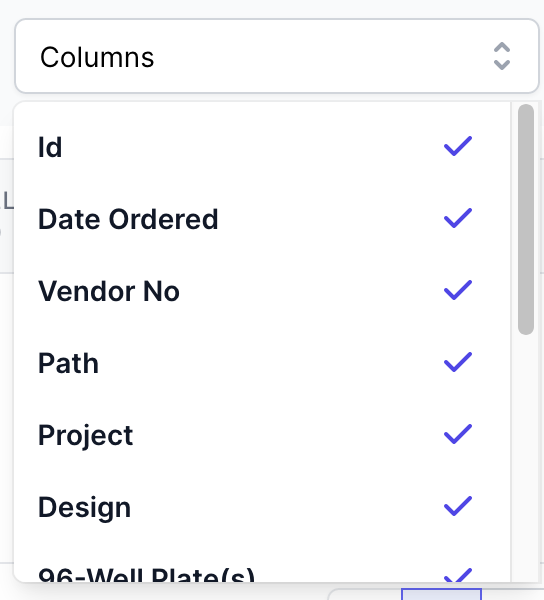 Columns
Id
Date Ordered
Vendor No
Path
Project
Design
96-Well Plate(s)